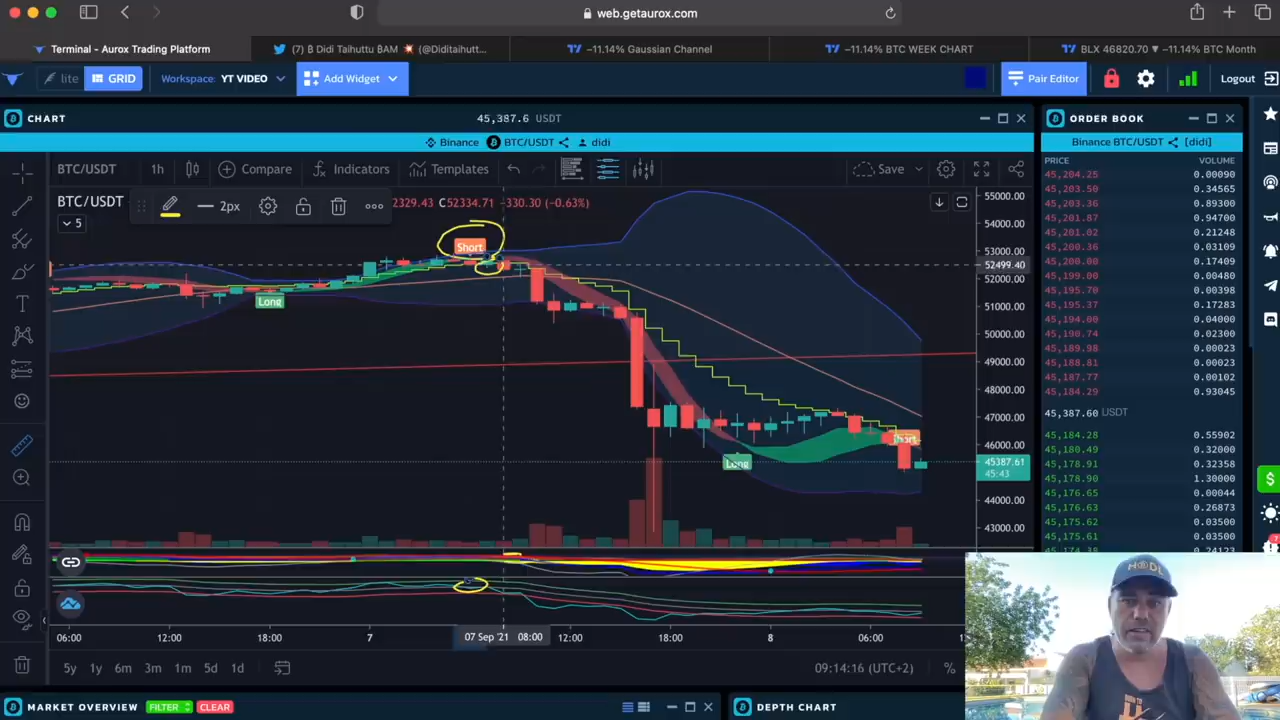 web.getaurox.com
Terminal - Aurox Trading Platform
(7) ₿ Didi Taihuttu ₿AM 💥 (@Diditaihutt...
−11.14% Gaussian Channel
−11.14% BTC WEEK CHART
BLX 46820.70 ▼ −11.14% BTC Month
lite
GRID
Workspace: YT VIDEO
Add Widget
Pair Editor
Logout
CHART
45,387.6 USDT
Binance
BTC/USDT
didi
BTC/USDT
1h
Compare
Indicators
Templates
Save
BTC/USDT
2px
2329.43 C52334.71 −330.30 (−0.63%)
5
Short
Long
Long
Short
55000.00
53000.00
52499.40
51000.00
50000.00
49000.00
48000.00
47000.00
46000.00
45387.61
45:43
44000.00
43000.00
06:00
12:00
18:00
7
07 Sep '21 08:00
12:00
18:00
8
06:00
5y
1y
6m
3m
1m
5d
1d
09:14:16 (UTC+2)
%
ORDER BOOK
Binance BTC/USDT
[didi]
PRICE VOLUME
45,204.25 0.00090
45,203.50 0.34565
45,203.36 0.89300
45,201.87 0.94700
45,201.02 0.21248
45,200.36 0.03109
45,200.00 0.17409
45,199.00 0.00480
45,195.70 0.00398
45,195.37 0.17283
45,194.00 0.04000
45,190.74 0.02300
45,189.98 0.00023
45,188.81 0.00023
45,187.77 0.00102
45,184.29 0.93045
45,387.60 USDT
45,184.28 0.55902
45,180.49 0.32000
45,178.91 0.32358
45,178.90 1.30000
45,176.65 0.00044
45,176.63 0.26873
45,175.62 0.03500
45,175.61 0.03500
45,174.38 0.24123
HODL
MARKET OVERVIEW
FILTER
CLEAR
DEPTH CHART